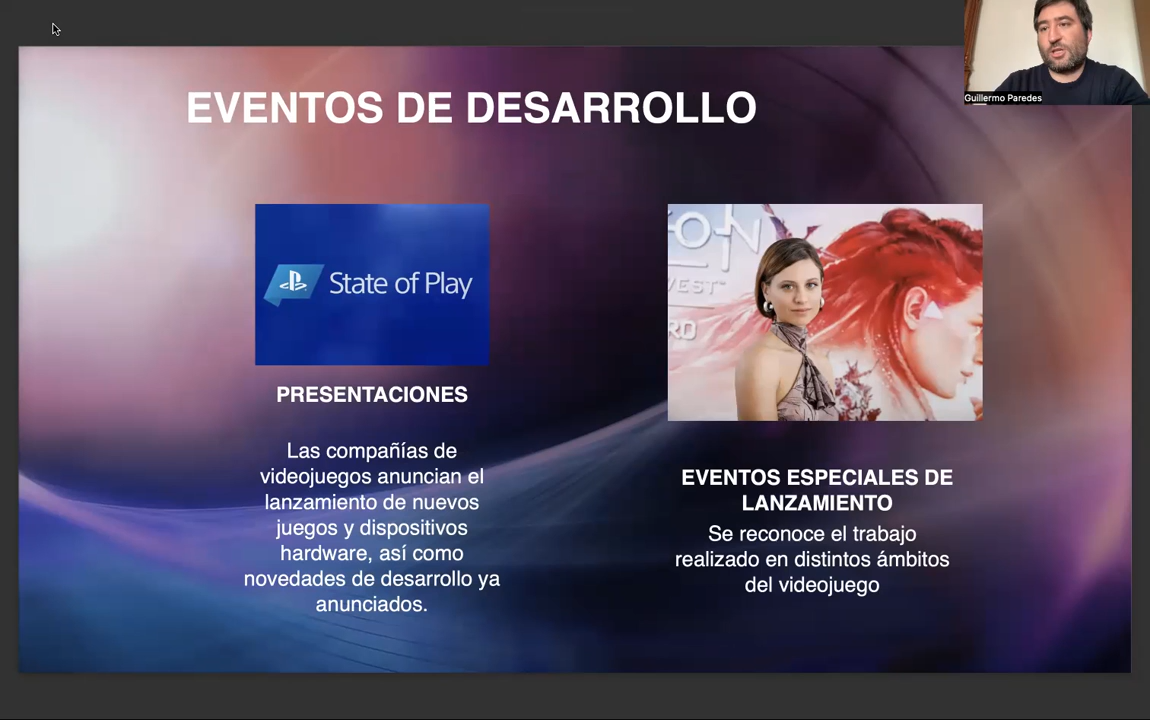 Guillermo Paredes
EVENTOS DE DESARROLLO
State of Play
PRESENTACIONES
Las compañías de
videojuegos anuncian el
lanzamiento de nuevos
juegos y dispositivos
hardware, así como
novedades de desarrollo ya
anunciados.
EVENTOS ESPECIALES DE
LANZAMIENTO
Se reconoce el trabajo
realizado en distintos ámbitos
del videojuego